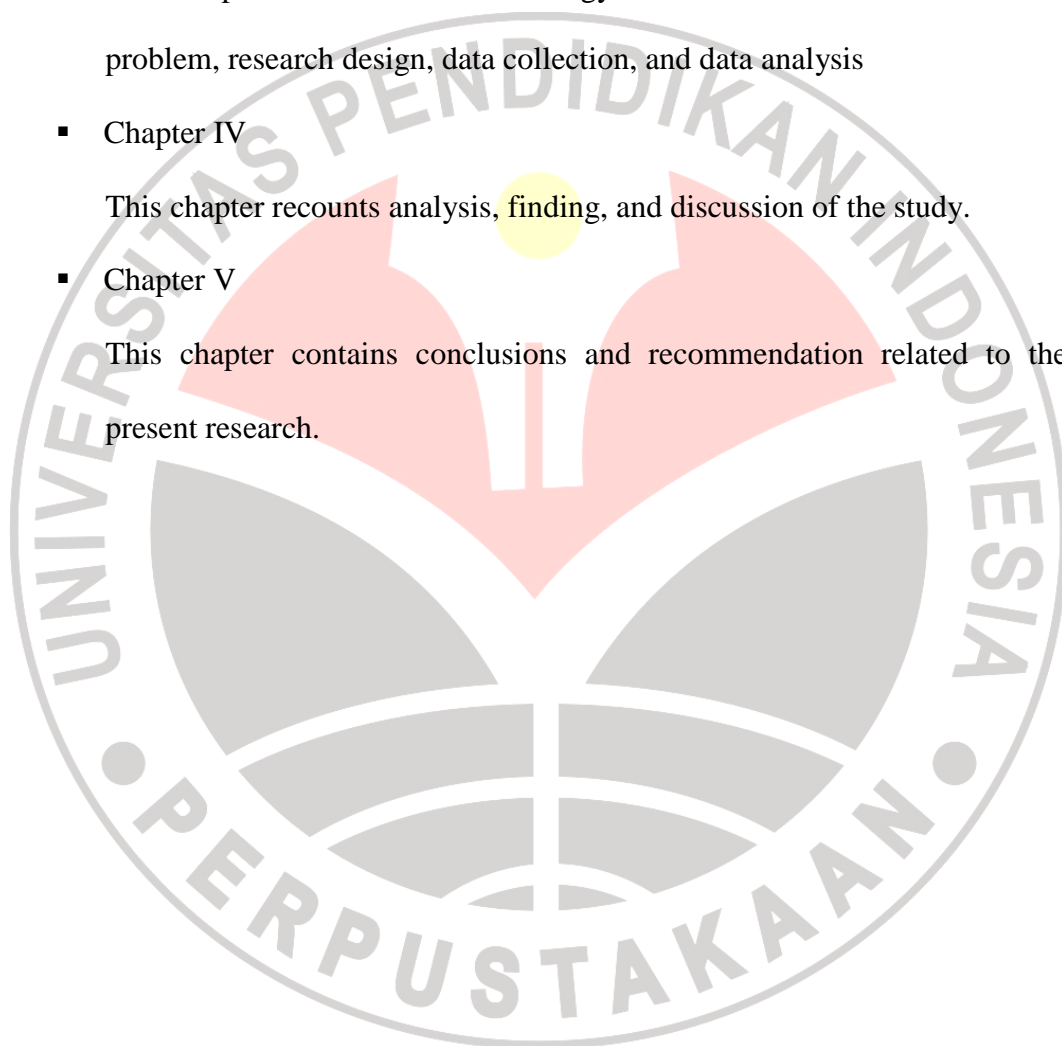 problem, research design, data collection, and data analysis
▪ Chapter IV
This chapter recounts analysis, finding, and discussion of the study.
▪ Chapter V
This chapter contains conclusions and recommendation related to the
present research.
UNIVERSITAS PENDIDIKAN INDONESIA
PERPUSTAKAAN